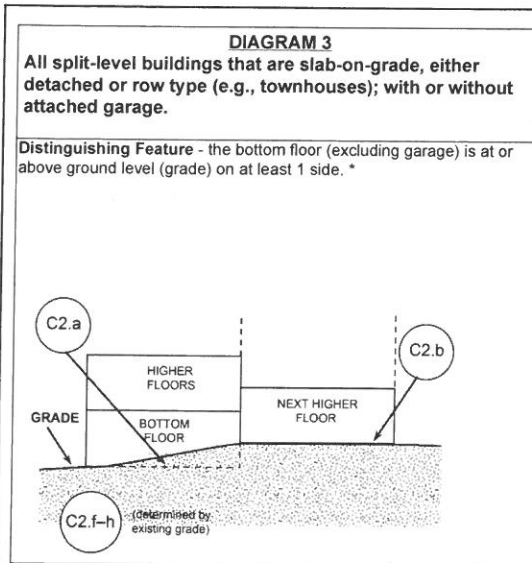 DIAGRAM 3
All split-level buildings that are slab-on-grade, either
detached or row type (e.g., townhouses); with or without
attached garage.
Distinguishing Feature - the bottom floor (excluding garage) is at or
above ground level (grade) on at least 1 side. *
C2.a
C2.b
HIGHER
FLOORS
NEXT HIGHER
FLOOR
GRADE
BOTTOM
FLOOR
C2.f–h
(determined by
existing grade)